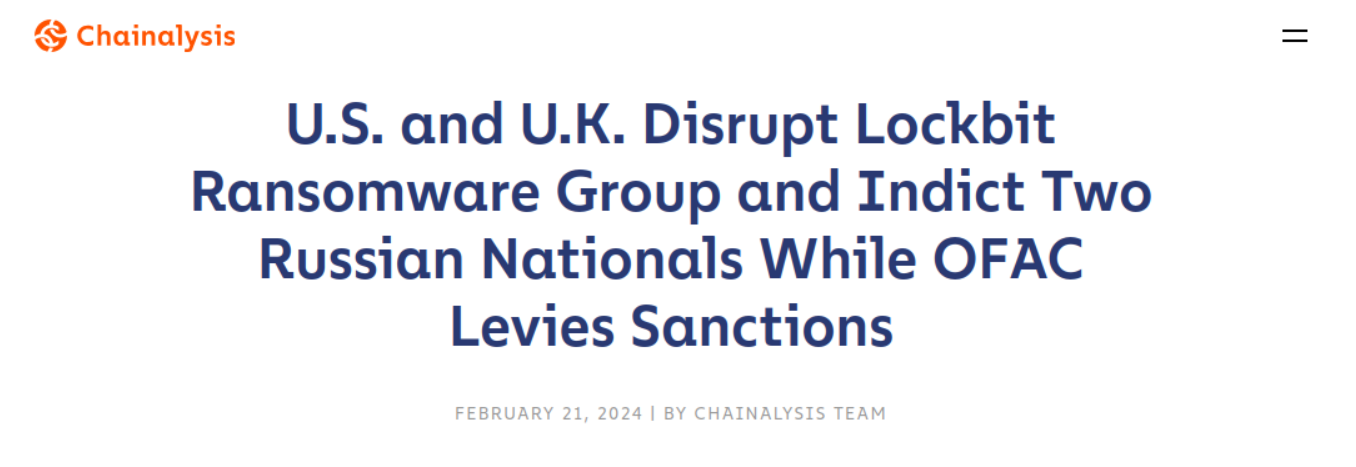 Chainalysis
U.S. and U.K. Disrupt Lockbit
Ransomware Group and Indict Two
Russian Nationals While OFAC
Levies Sanctions
FEBRUARY 21, 2024 | BY CHAINALYSIS TEAM